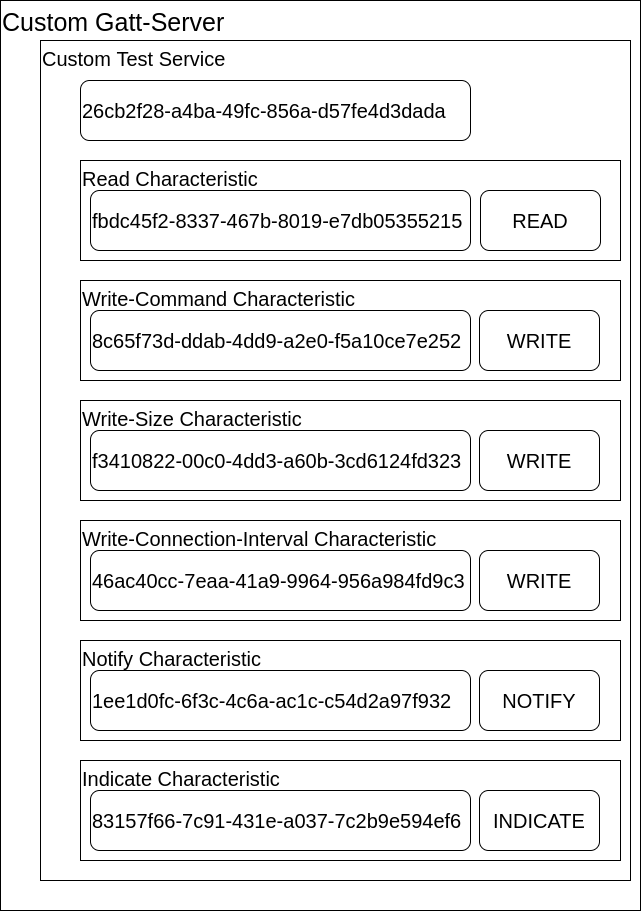 Custom Gatt-Server
Custom Test Service
26cb2f28-a4ba-49fc-856a-d57fe4d3dada
Read Characteristic
fbdc45f2-8337-467b-8019-e7db05355215
READ
Write-Command Characteristic
8c65f73d-ddab-4dd9-a2e0-f5a10ce7e252
WRITE
Write-Size Characteristic
f3410822-00c0-4dd3-a60b-3cd6124fd323
WRITE
Write-Connection-Interval Characteristic
46ac40cc-7eaa-41a9-9964-956a984fd9c3
WRITE
Notify Characteristic
1ee1d0fc-6f3c-4c6a-ac1c-c54d2a97f932
NOTIFY
Indicate Characteristic
83157f66-7c91-431e-a037-7c2b9e594ef6
INDICATE